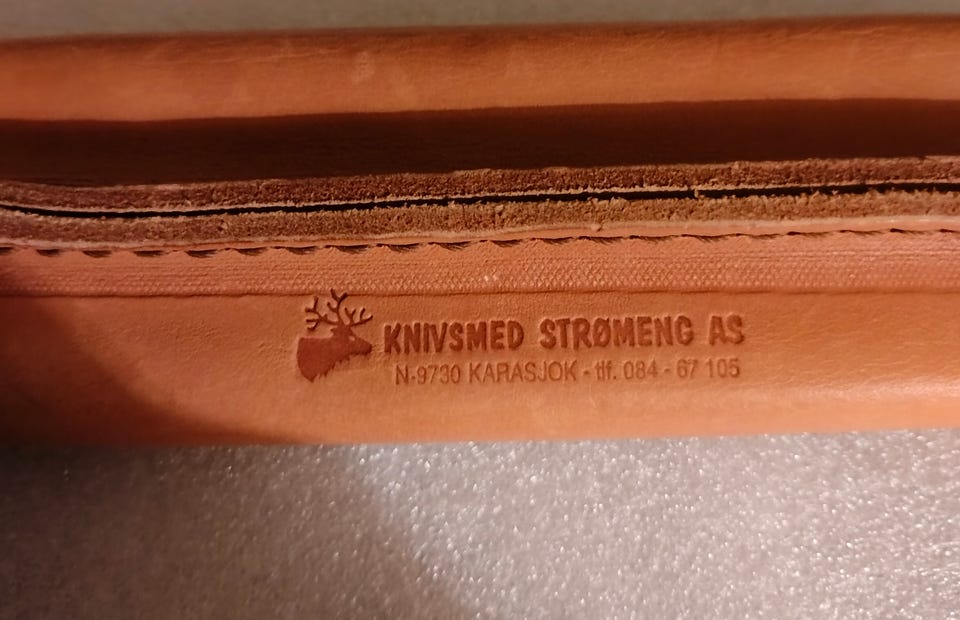 KNIVSMED STRØMENG AS
N-9730 KARASJOK - tlf. 084 - 67 105